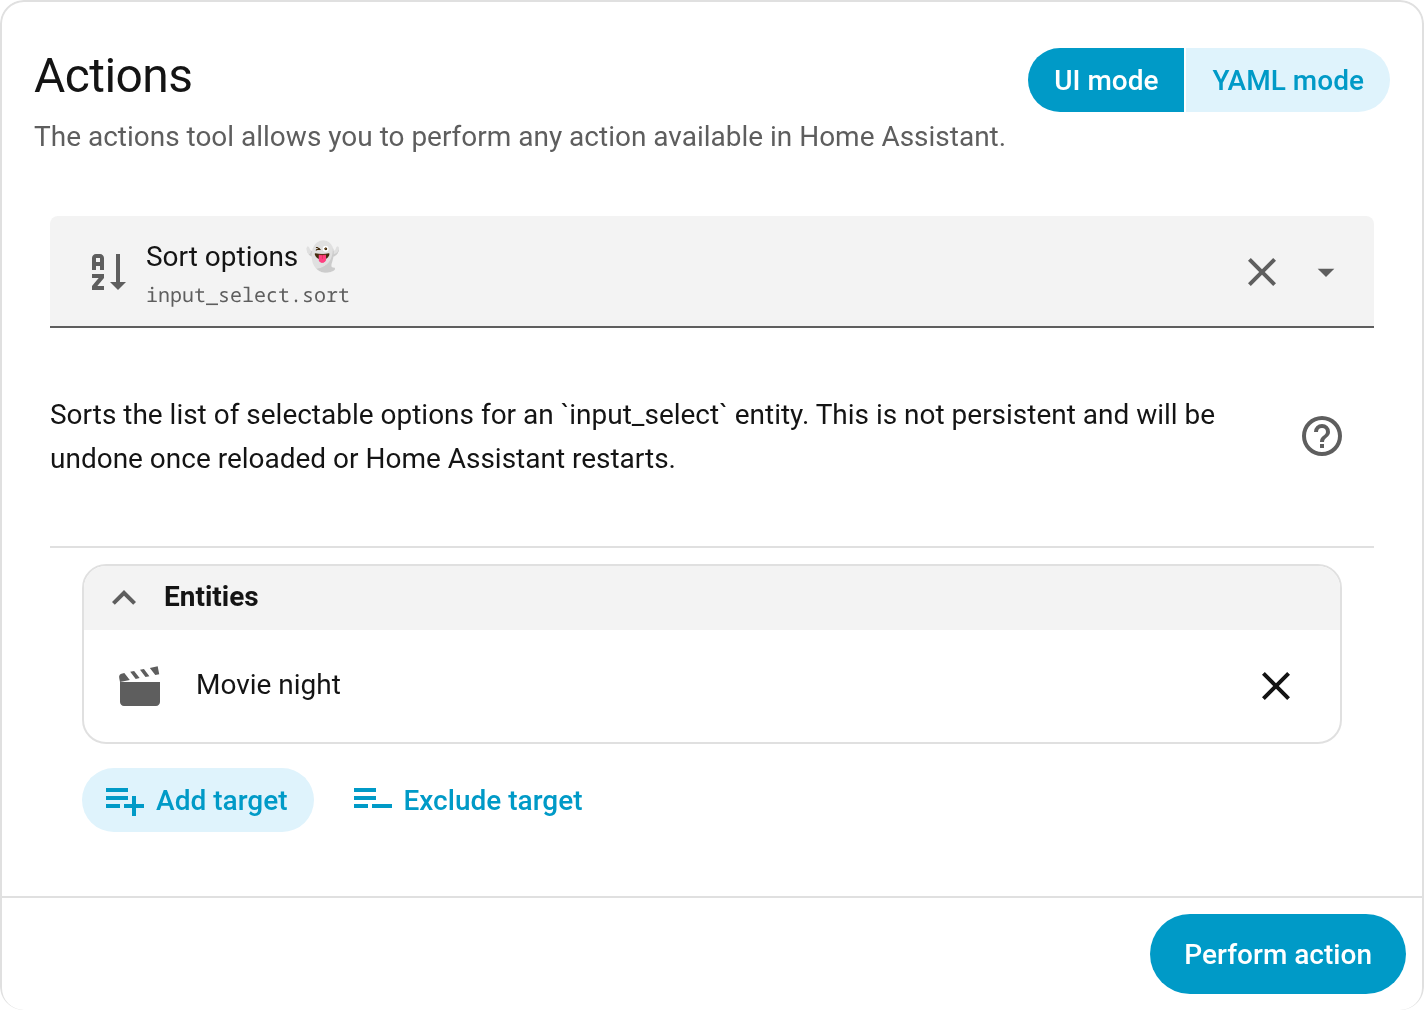 Actions
UI mode
YAML mode
The actions tool allows you to perform any action available in Home Assistant.
Sort options 👻
input_select.sort
Sorts the list of selectable options for an `input_select` entity. This is not persistent and will be
undone once reloaded or Home Assistant restarts.
Entities
Movie night
Add target
Exclude target
Perform action